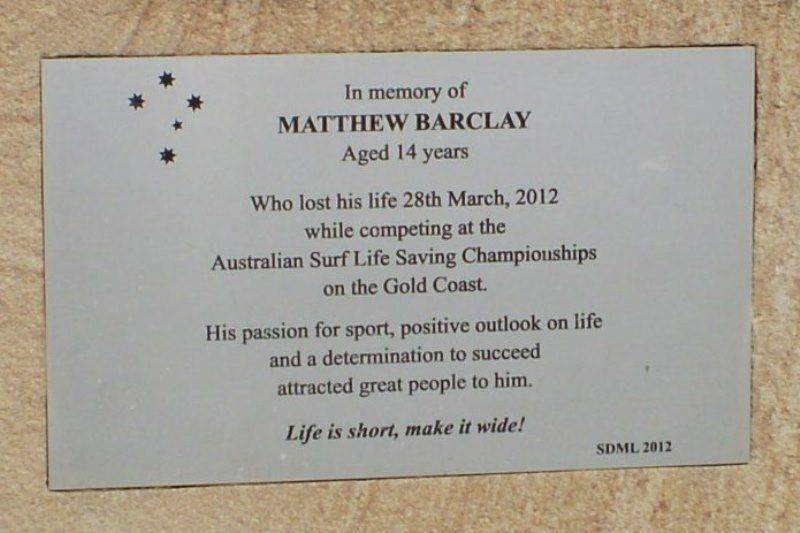 In memory of
MATTHEW BARCLAY
Aged 14 years
Who lost his life 28th March, 2012
while competing at the
Australian Surf Life Saving Championships
on the Gold Coast.
His passion for sport, positive outlook on life
and a determination to succeed
attracted great people to him.
Life is short, make it wide!
SDML 2012